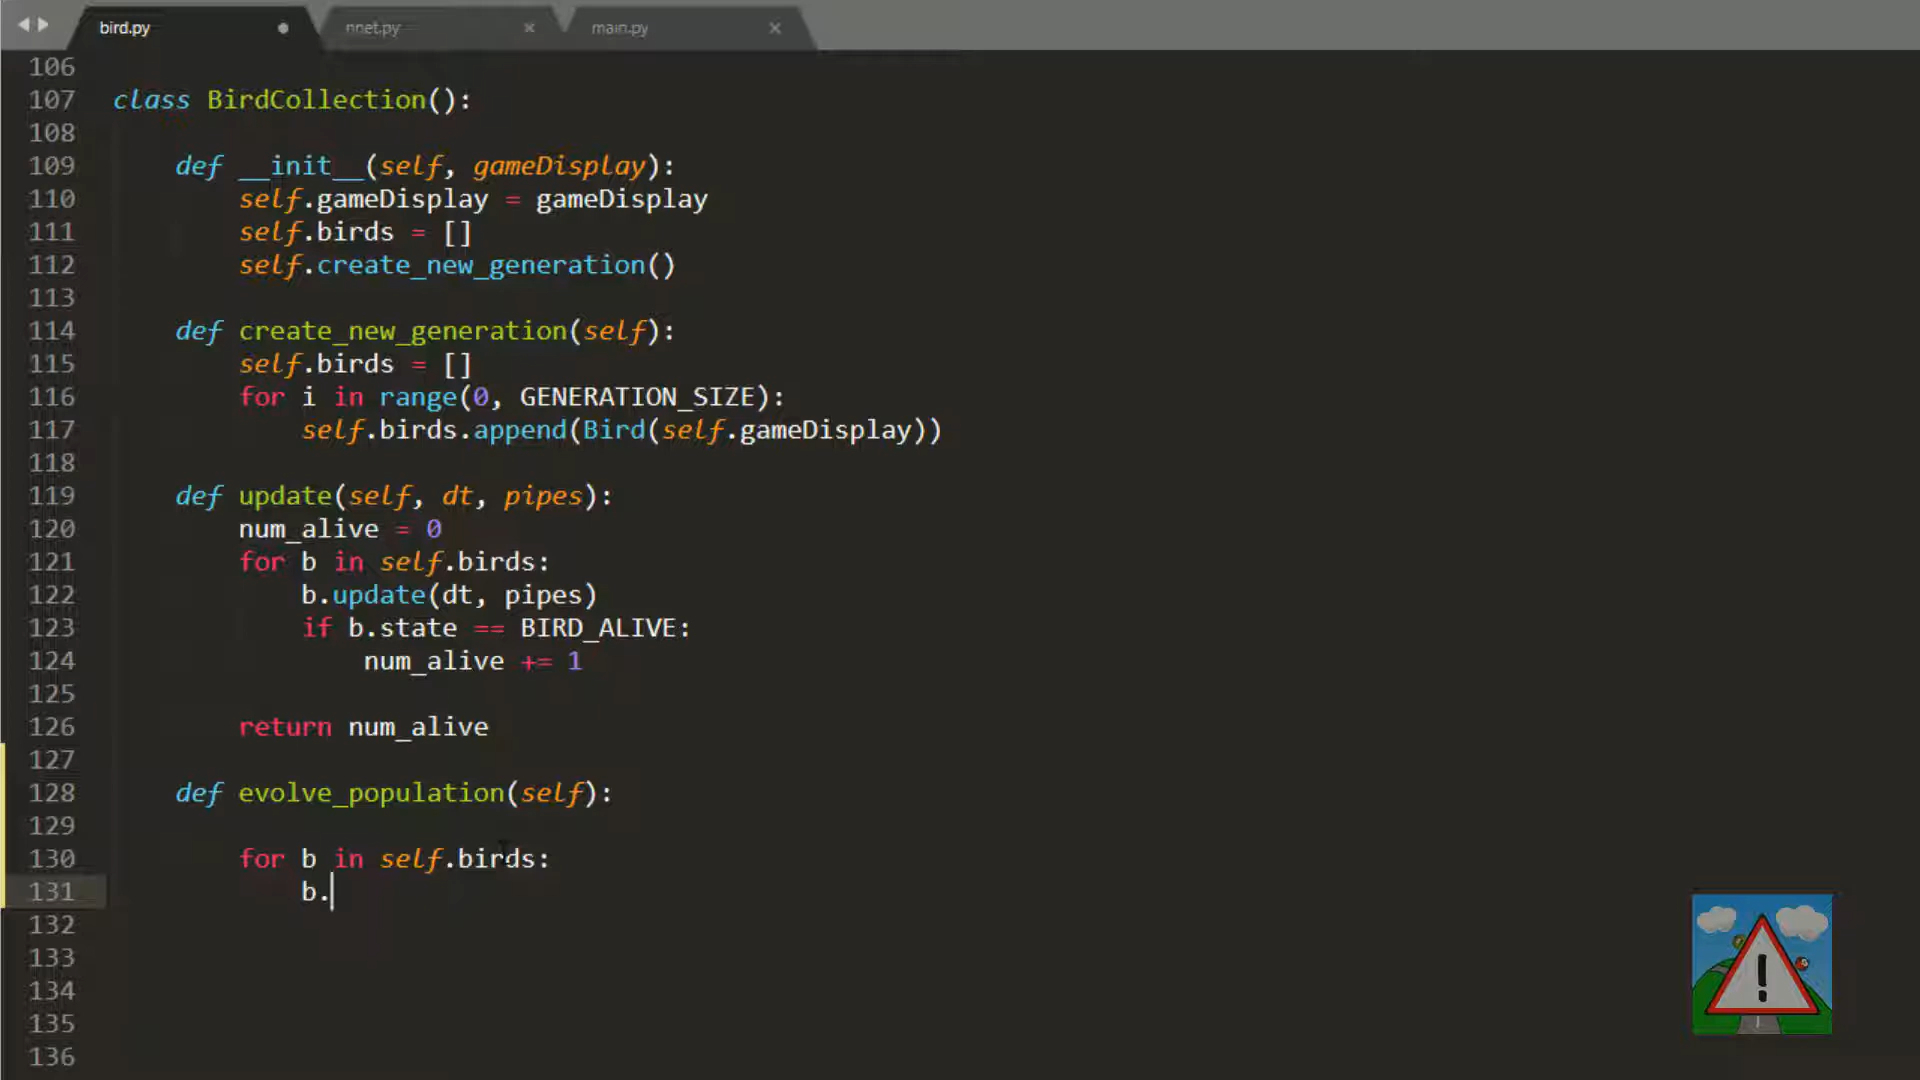 bird.py nnet.py main.py
106
107 class BirdCollection():
108
109 def __init__(self, gameDisplay):
110 self.gameDisplay = gameDisplay
111 self.birds = []
112 self.create_new_generation()
113
114 def create_new_generation(self):
115 self.birds = []
116 for i in range(0, GENERATION_SIZE):
117 self.birds.append(Bird(self.gameDisplay))
118
119 def update(self, dt, pipes):
120 num_alive = 0
121 for b in self.birds:
122 b.update(dt, pipes)
123 if b.state == BIRD_ALIVE:
124 num_alive += 1
125
126 return num_alive
127
128 def evolve_population(self):
129
130 for b in self.birds:
131 b.
132
133
134
135
136